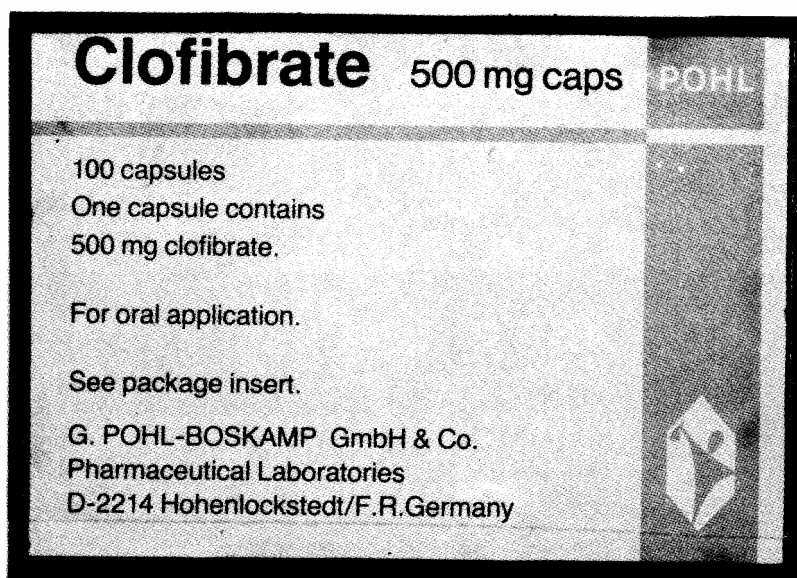 Clofibrate 500 mg caps POHL
100 capsules
One capsule contains
500 mg clofibrate.
For oral application.
See package insert.
G. POHL-BOSKAMP GmbH & Co.
Pharmaceutical Laboratories
D-2214 Hohenlockstedt/F.R.Germany